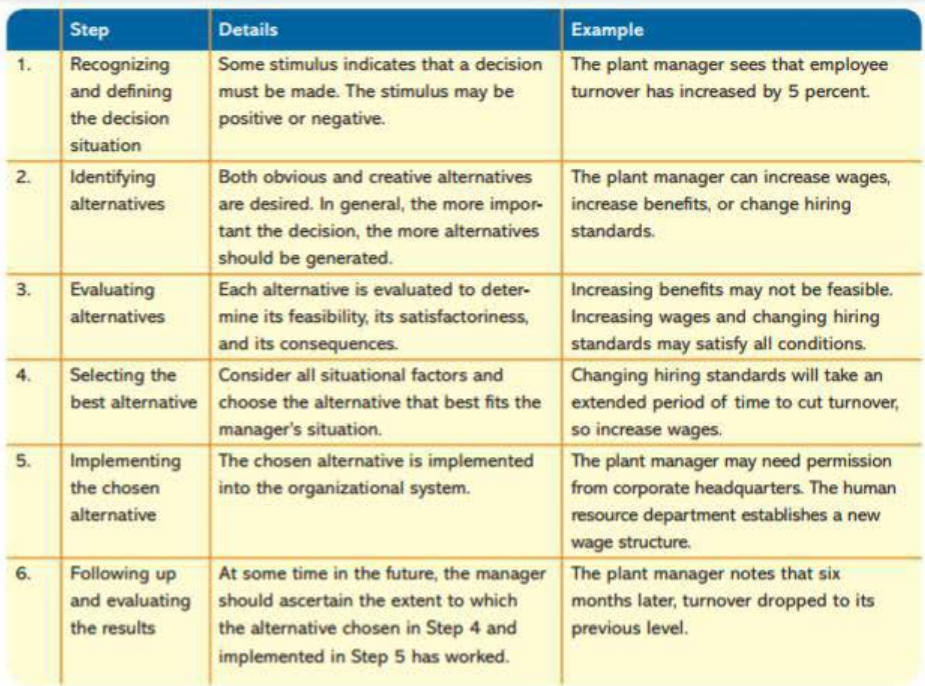 Step Details Example
1. Recognizing and defining the decision situation
Some stimulus indicates that a decision
must be made. The stimulus may be
positive or negative.
The plant manager sees that employee
turnover has increased by 5 percent.
2. Identifying alternatives
Both obvious and creative alternatives
are desired. In general, the more impor-
tant the decision, the more alternatives
should be generated.
The plant manager can increase wages,
increase benefits, or change hiring
standards.
3. Evaluating alternatives
Each alternative is evaluated to deter-
mine its feasibility, its satisfactoriness,
and its consequences.
Increasing benefits may not be feasible.
Increasing wages and changing hiring
standards may satisfy all conditions.
4. Selecting the best alternative
Consider all situational factors and
choose the alternative that best fits the
manager's situation.
Changing hiring standards will take an
extended period of time to cut turnover,
so increase wages.
5. Implementing the chosen alternative
The chosen alternative is implemented
into the organizational system.
The plant manager may need permission
from corporate headquarters. The human
resource department establishes a new
wage structure.
6. Following up and evaluating the results
At some time in the future, the manager
should ascertain the extent to which
the alternative chosen in Step 4 and
implemented in Step 5 has worked.
The plant manager notes that six
months later, turnover dropped to its
previous level.